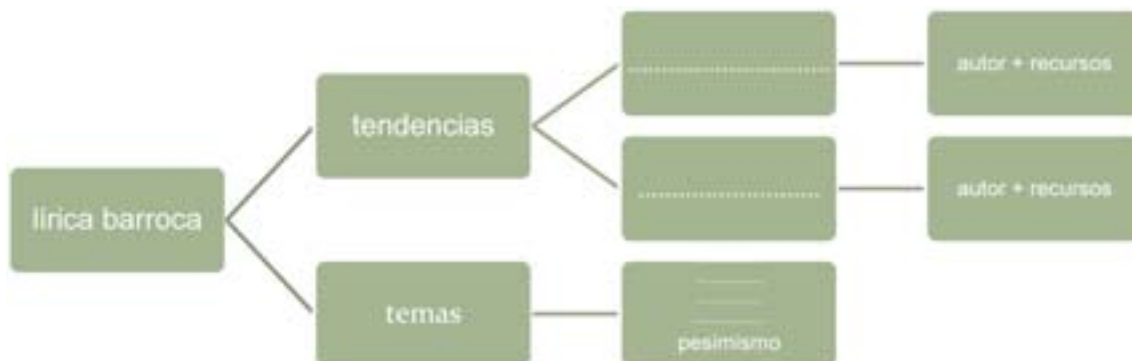 lírica barroca
tendencias
..........................................
autor + recursos
......................................
autor + recursos
temas
.................
.................
.................
pesimismo